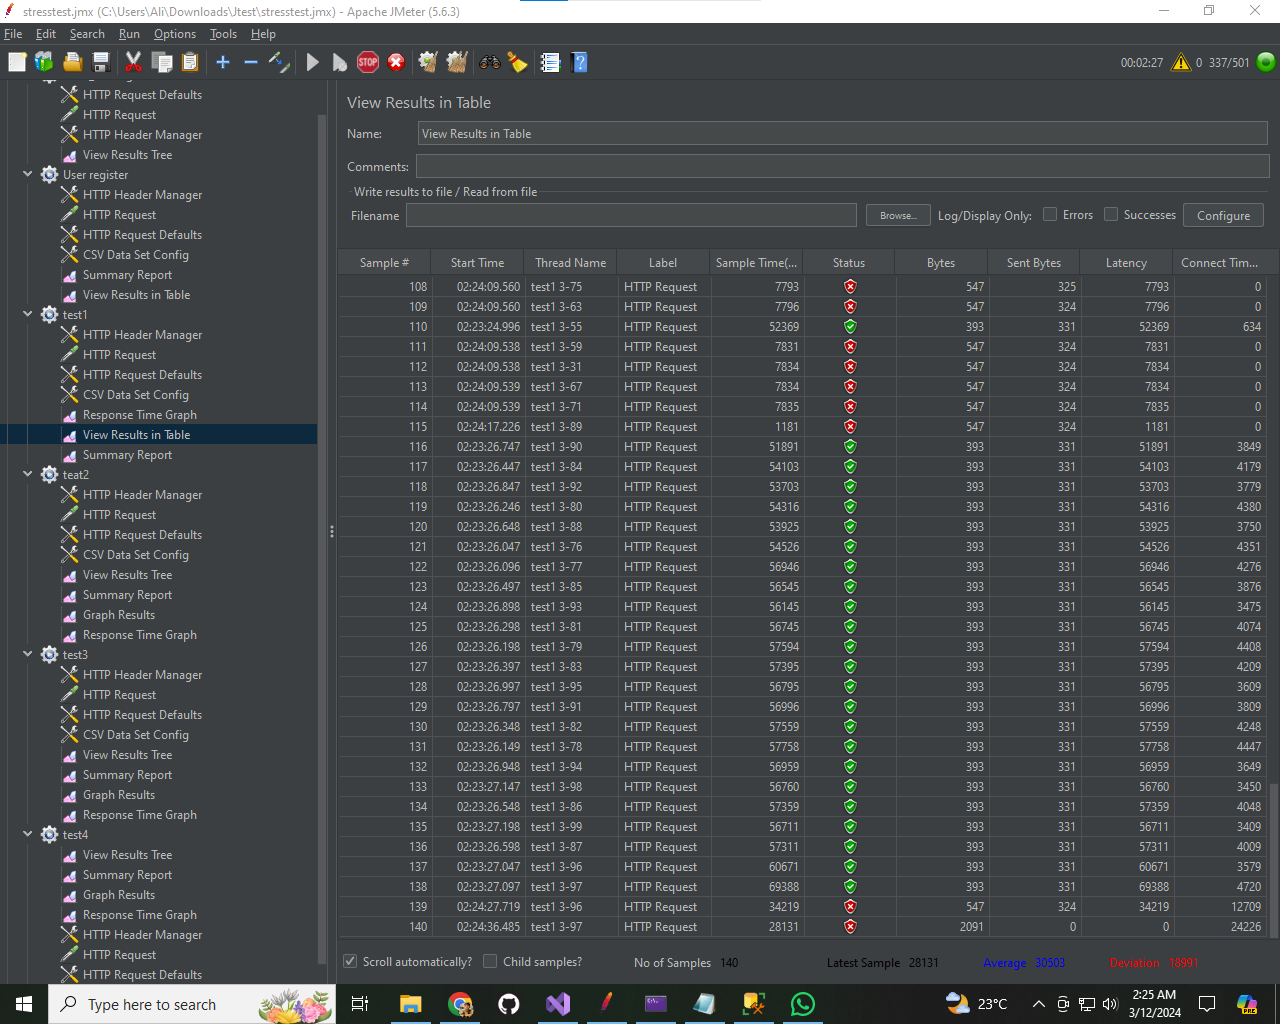 stresstest.jmx (C:\Users\Ali\Downloads\Jtest\stresstest.jmx) - Apache JMeter (5.6.3)
File Edit Search Run Options Tools Help
STOP 00:02:27 0 337/501
HTTP Request Defaults
HTTP Request
HTTP Header Manager
View Results Tree
User register
HTTP Header Manager
HTTP Request
HTTP Request Defaults
CSV Data Set Config
Summary Report
View Results in Table
test1
HTTP Header Manager
HTTP Request
HTTP Request Defaults
CSV Data Set Config
Response Time Graph
View Results in Table
Summary Report
teat2
HTTP Header Manager
HTTP Request
HTTP Request Defaults
CSV Data Set Config
View Results Tree
Summary Report
Graph Results
Response Time Graph
test3
HTTP Header Manager
HTTP Request
HTTP Request Defaults
CSV Data Set Config
View Results Tree
Summary Report
Graph Results
Response Time Graph
test4
View Results Tree
Summary Report
Graph Results
Response Time Graph
HTTP Header Manager
HTTP Request
HTTP Request Defaults
View Results in Table
Name: View Results in Table
Comments:
Write results to file / Read from file
Filename Browse... Log/Display Only: Errors Successes Configure
Sample # Start Time Thread Name Label Sample Time(... Status Bytes Sent Bytes Latency Connect Tim...
108 02:24:09.560 test1 3-75 HTTP Request 7793 547 325 7793 0
109 02:24:09.560 test1 3-63 HTTP Request 7796 547 324 7796 0
110 02:23:24.996 test1 3-55 HTTP Request 52369 393 331 52369 634
111 02:24:09.538 test1 3-59 HTTP Request 7831 547 324 7831 0
112 02:24:09.538 test1 3-31 HTTP Request 7834 547 324 7834 0
113 02:24:09.539 test1 3-67 HTTP Request 7834 547 324 7834 0
114 02:24:09.539 test1 3-71 HTTP Request 7835 547 324 7835 0
115 02:24:17.226 test1 3-89 HTTP Request 1181 547 324 1181 0
116 02:23:26.747 test1 3-90 HTTP Request 51891 393 331 51891 3849
117 02:23:26.447 test1 3-84 HTTP Request 54103 393 331 54103 4179
118 02:23:26.847 test1 3-92 HTTP Request 53703 393 331 53703 3779
119 02:23:26.246 test1 3-80 HTTP Request 54316 393 331 54316 4380
120 02:23:26.648 test1 3-88 HTTP Request 53925 393 331 53925 3750
121 02:23:26.047 test1 3-76 HTTP Request 54526 393 331 54526 4351
122 02:23:26.096 test1 3-77 HTTP Request 56946 393 331 56946 4276
123 02:23:26.497 test1 3-85 HTTP Request 56545 393 331 56545 3876
124 02:23:26.898 test1 3-93 HTTP Request 56145 393 331 56145 3475
125 02:23:26.298 test1 3-81 HTTP Request 56745 393 331 56745 4074
126 02:23:26.198 test1 3-79 HTTP Request 57594 393 331 57594 4408
127 02:23:26.397 test1 3-83 HTTP Request 57395 393 331 57395 4209
128 02:23:26.997 test1 3-95 HTTP Request 56795 393 331 56795 3609
129 02:23:26.797 test1 3-91 HTTP Request 56996 393 331 56996 3809
130 02:23:26.348 test1 3-82 HTTP Request 57559 393 331 57559 4248
131 02:23:26.149 test1 3-78 HTTP Request 57758 393 331 57758 4447
132 02:23:26.948 test1 3-94 HTTP Request 56959 393 331 56959 3649
133 02:23:27.147 test1 3-98 HTTP Request 56760 393 331 56760 3450
134 02:23:26.548 test1 3-86 HTTP Request 57359 393 331 57359 4048
135 02:23:27.198 test1 3-99 HTTP Request 56711 393 331 56711 3409
136 02:23:26.598 test1 3-87 HTTP Request 57311 393 331 57311 4009
137 02:23:27.047 test1 3-96 HTTP Request 60671 393 331 60671 3579
138 02:23:27.097 test1 3-97 HTTP Request 69388 393 331 69388 4720
139 02:24:27.719 test1 3-96 HTTP Request 34219 547 324 34219 12709
140 02:24:36.485 test1 3-97 HTTP Request 28131 2091 0 0 24226
Scroll automatically? Child samples? No of Samples 140 Latest Sample 28131 Average 30503 Deviation 18991
Type here to search 23°C 2:25 AM
3/12/2024
PRE